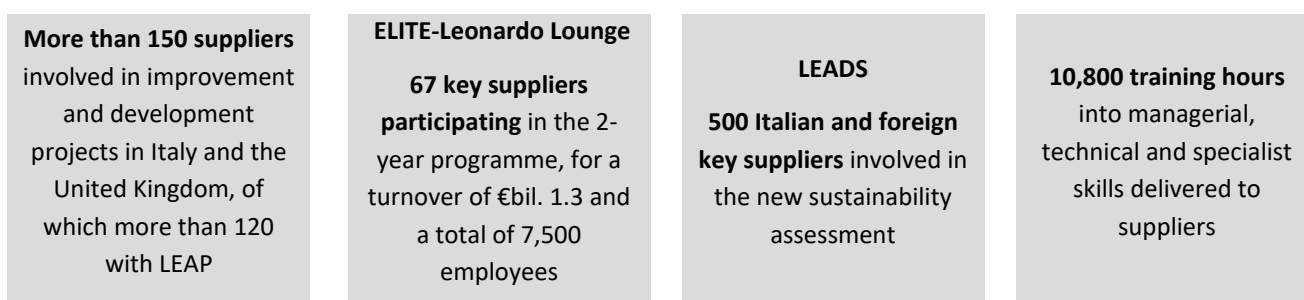 More than 150 suppliers
involved in improvement
and development
projects in Italy and the
United Kingdom, of
which more than 120
with LEAP
ELITE-Leonardo Lounge
67 key suppliers
participating in the 2-
year programme, for a
turnover of €bil. 1.3 and
a total of 7,500
employees
LEADS
500 Italian and foreign
key suppliers involved in
the new sustainability
assessment
10,800 training hours
into managerial,
technical and specialist
skills delivered to
suppliers